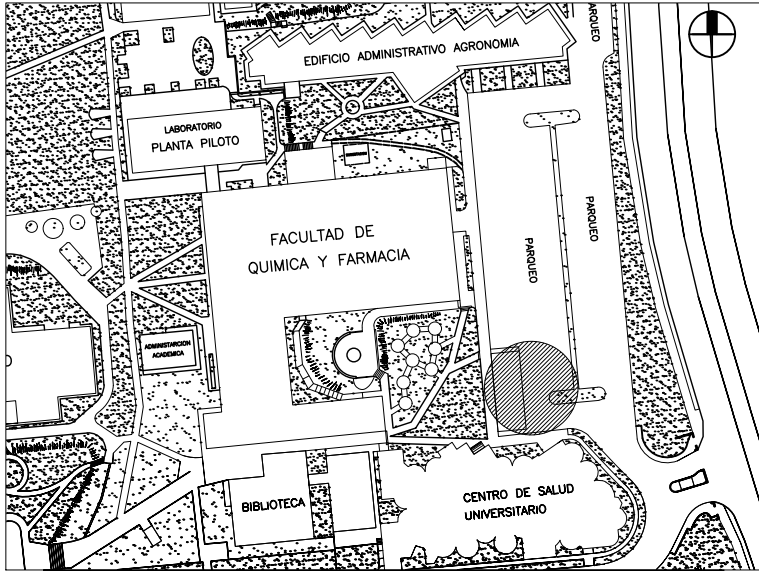 PARQUEO
EDIFICIO ADMINISTRATIVO AGRONOMIA
LABORATORIO
PLANTA PILOTO
PARQUEO
FACULTAD DE
QUIMICA Y FARMACIA
PARQUEO
ADMINISTARCION
ACADEMICA
BIBLIOTECA
CENTRO DE SALUD
UNIVERSITARIO